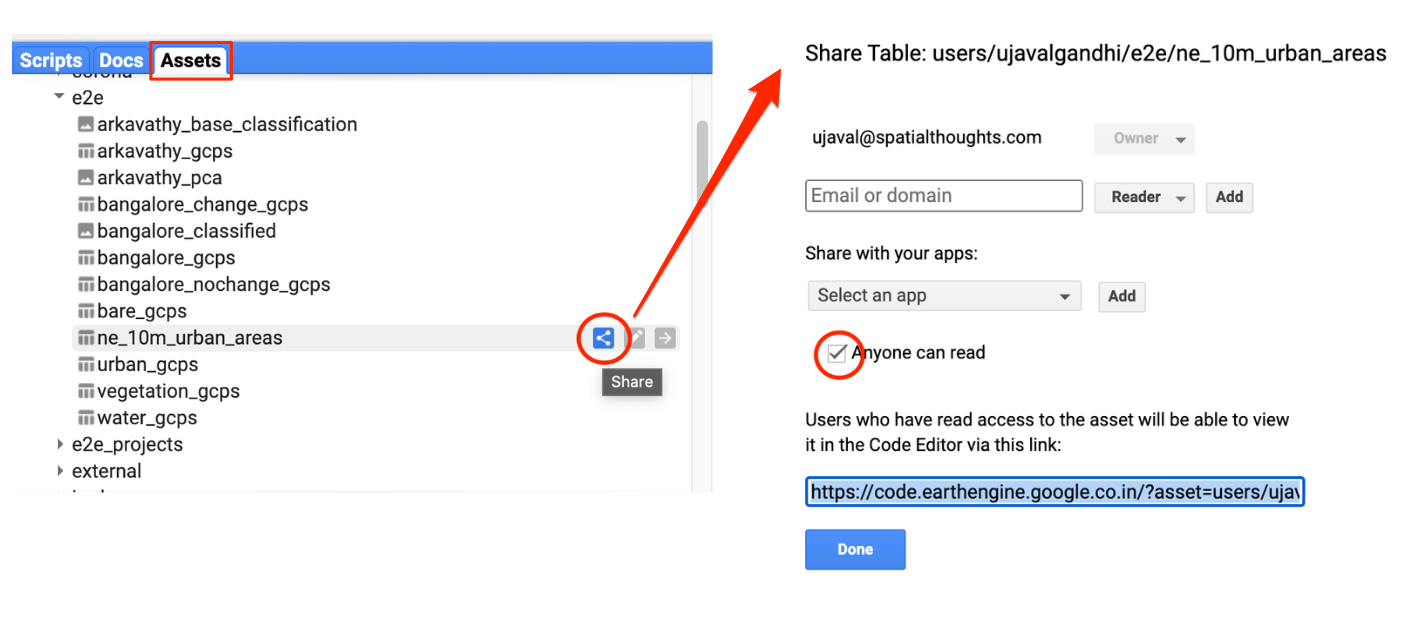 Scripts Docs Assets
corona
e2e
arkavathy_base_classification
arkavathy_gcps
arkavathy_pca
bangalore_change_gcps
bangalore_classified
bangalore_gcps
bangalore_nochange_gcps
bare_gcps
ne_10m_urban_areas
Share
urban_gcps
vegetation_gcps
water_gcps
e2e_projects
external
Share Table: users/ujavalgandhi/e2e/ne_10m_urban_areas
ujaval@spatialthoughts.com Owner
Email or domain Reader Add
Share with your apps:
Select an app Add
Anyone can read
Users who have read access to the asset will be able to view
it in the Code Editor via this link:
https://code.earthengine.google.co.in/?asset=users/ujav
Done